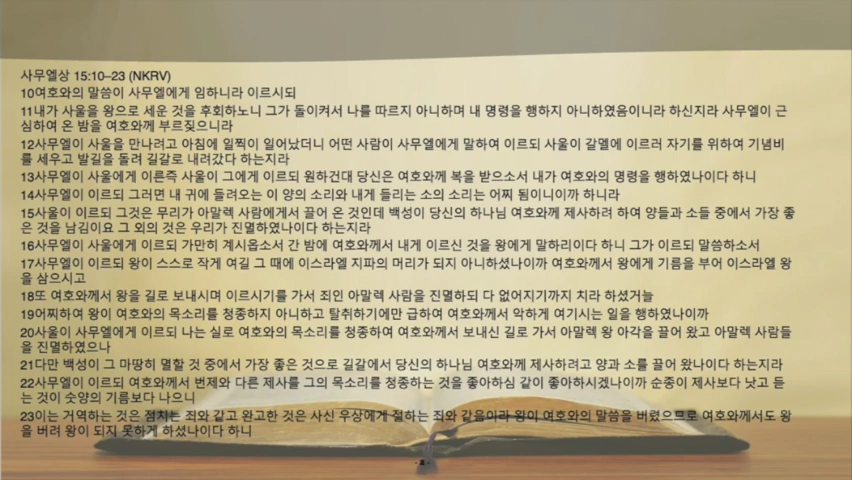 사무엘상 15:10–23 (NKRV)
10여호와의 말씀이 사무엘에게 임하니라 이르시되
11내가 사울을 왕으로 세운 것을 후회하노니 그가 돌이켜서 나를 따르지 아니하며 내 명령을 행하지 아니하였음이니라 하신지라 사무엘이 근
심하여 온 밤을 여호와께 부르짖으니라
12사무엘이 사울을 만나려고 아침에 일찍이 일어났더니 어떤 사람이 사무엘에게 말하여 이르되 사울이 갈멜에 이르러 자기를 위하여 기념비
를 세우고 발길을 돌려 길갈로 내려갔다 하는지라
13사무엘이 사울에게 이른즉 사울이 그에게 이르되 원하건대 당신은 여호와께 복을 받으소서 내가 여호와의 명령을 행하였나이다 하니
14사무엘이 이르되 그러면 내 귀에 들려오는 이 양의 소리와 내게 들리는 소의 소리는 어찌 됨이니이까 하니라
15사울이 이르되 그것은 무리가 아말렉 사람에게서 끌어 온 것인데 백성이 당신의 하나님 여호와께 제사하려 하여 양들과 소들 중에서 가장 좋
은 것을 남김이요 그 외의 것은 우리가 진멸하였나이다 하는지라
16사무엘이 사울에게 이르되 가만히 계시옵소서 간 밤에 여호와께서 내게 이르신 것을 왕에게 말하리이다 하니 그가 이르되 말씀하소서
17사무엘이 이르되 왕이 스스로 작게 여길 그 때에 이스라엘 지파의 머리가 되지 아니하셨나이까 여호와께서 왕에게 기름을 부어 이스라엘 왕
을 삼으시고
18또 여호와께서 왕을 길로 보내시며 이르시기를 가서 죄인 아말렉 사람을 진멸하되 다 없어지기까지 치라 하셨거늘
19어찌하여 왕이 여호와의 목소리를 청종하지 아니하고 탈취하기에만 급하여 여호와께서 악하게 여기시는 일을 행하였나이까
20사울이 사무엘에게 이르되 나는 실로 여호와의 목소리를 청종하여 여호와께서 보내신 길로 가서 아말렉 왕 아각을 끌어 왔고 아말렉 사람들
을 진멸하였으나
21다만 백성이 그 마땅히 멸할 것 중에서 가장 좋은 것으로 길갈에서 당신의 하나님 여호와께 제사하려고 양과 소를 끌어 왔나이다 하는지라
22사무엘이 이르되 여호와께서 번제와 다른 제사를 그의 목소리를 청종하는 것을 좋아하심 같이 좋아하시겠나이까 순종이 제사보다 낫고 듣
는 것이 숫양의 기름보다 나으니
23이는 거역하는 것은 점치는 죄와 같고 완고한 것은 사신 우상에게 절하는 죄와 같음이라 왕이 여호와의 말씀을 버렸으므로 여호와께서도 왕
을 버려 왕이 되지 못하게 하셨나이다 하니